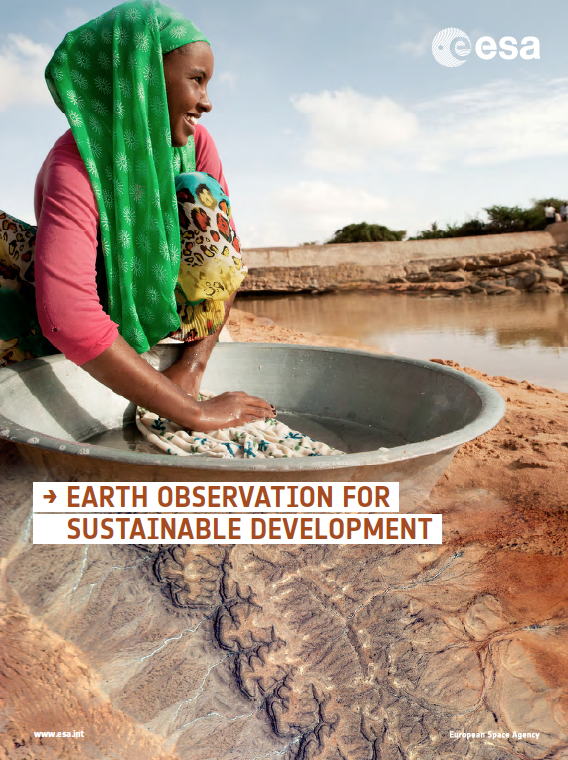 esa
→ EARTH OBSERVATION FOR
SUSTAINABLE DEVELOPMENT
www.esa.int
European Space Agency